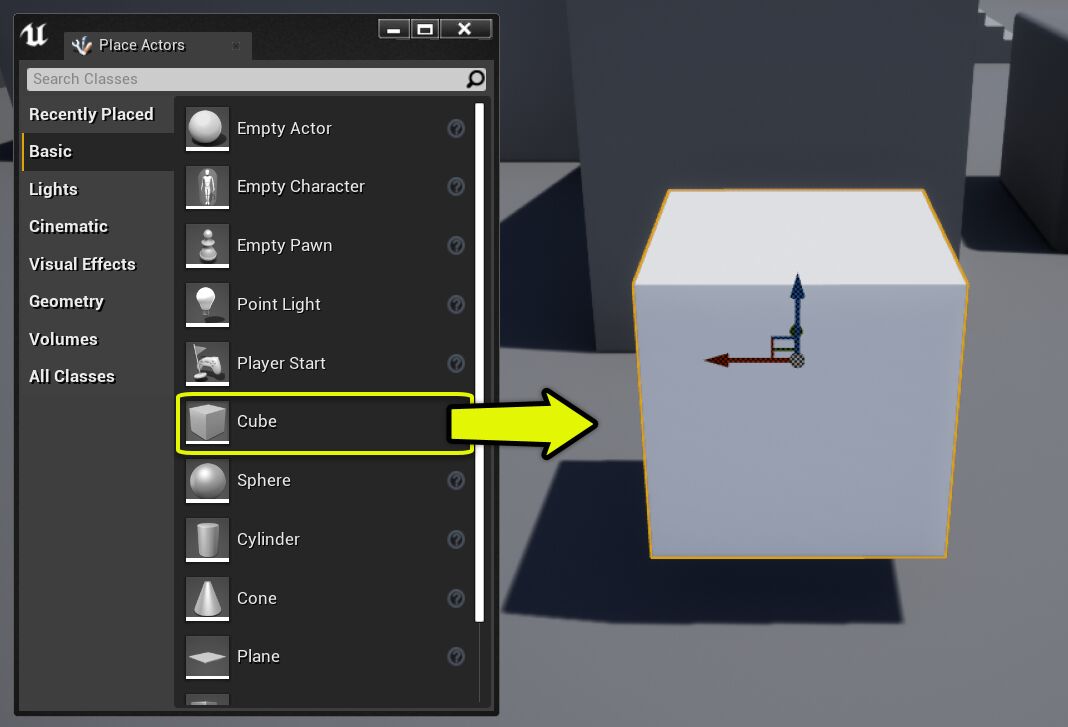 Place Actors
Search Classes
Recently Placed
Basic
Lights
Cinematic
Visual Effects
Geometry
Volumes
All Classes
Empty Actor
Empty Character
Empty Pawn
Point Light
Player Start
Cube
Sphere
Cylinder
Cone
Plane